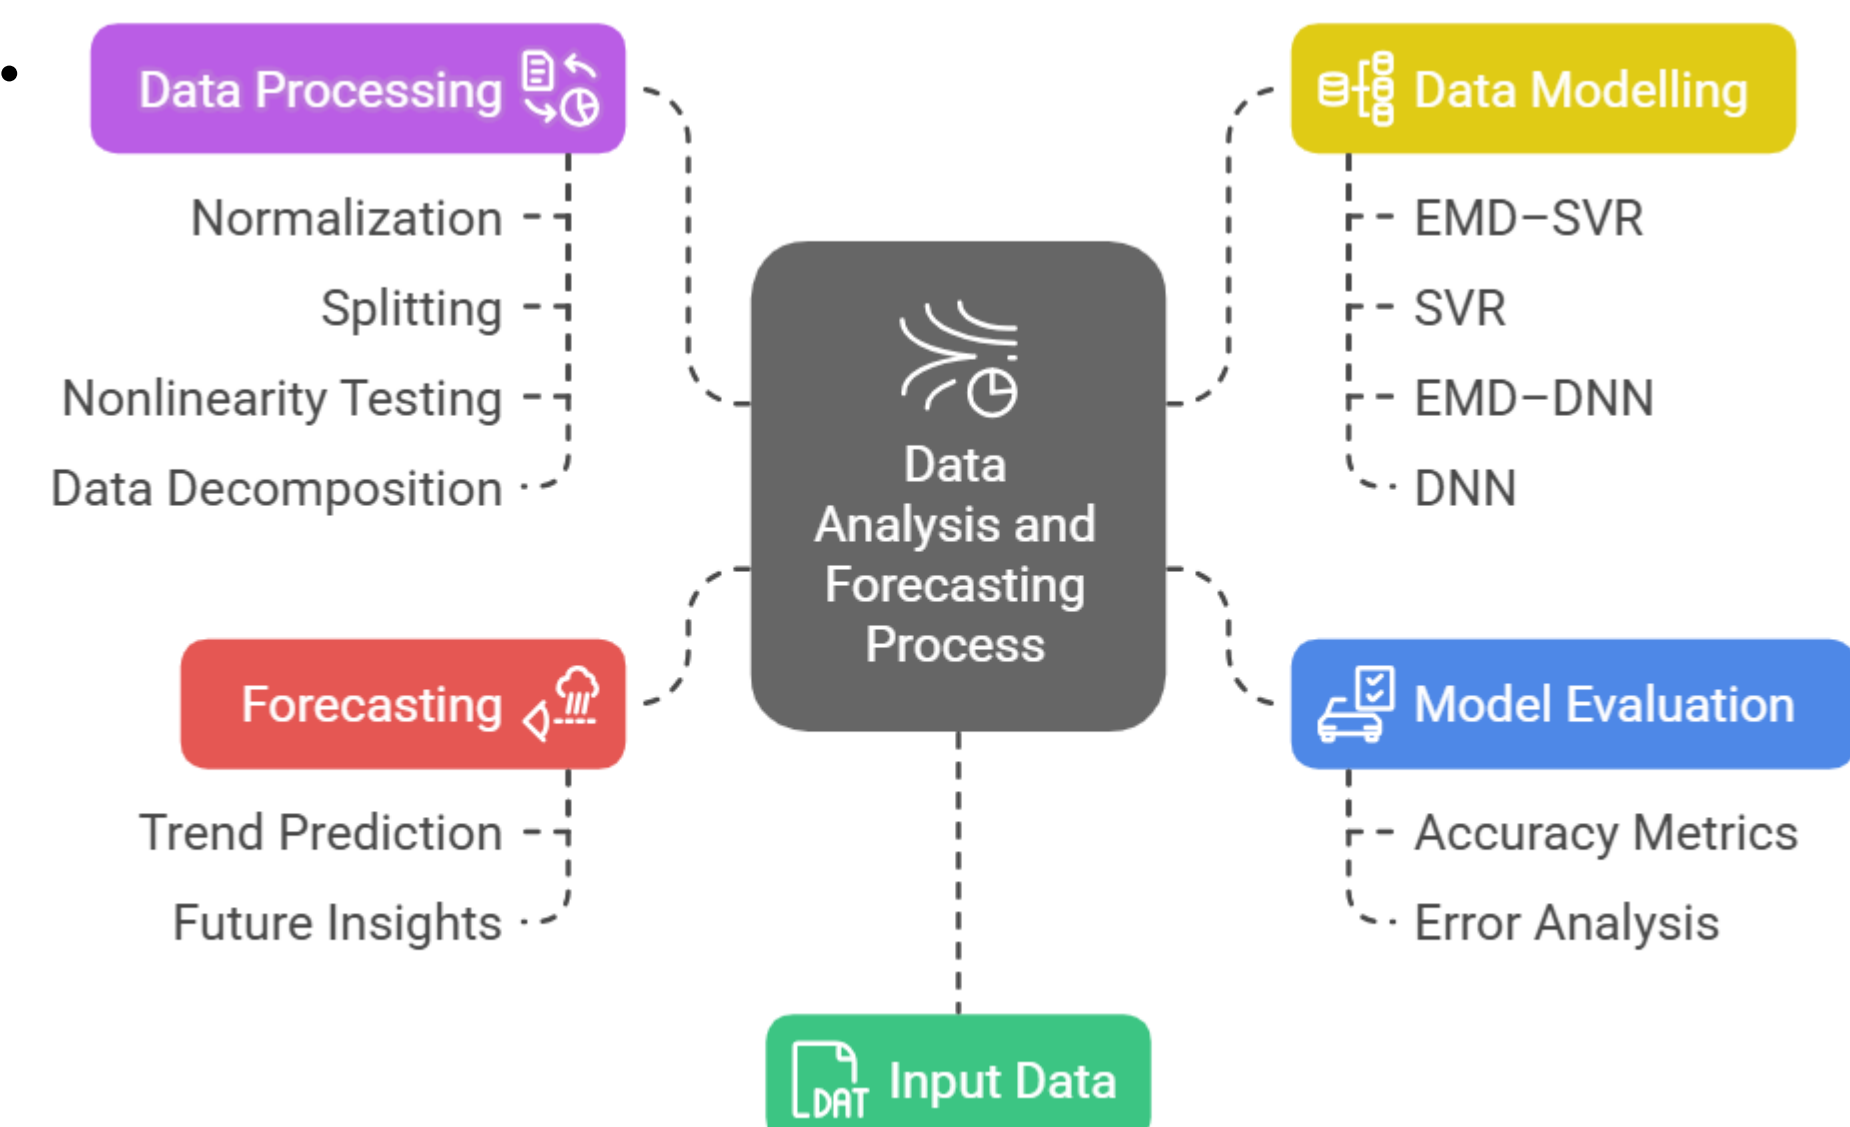 Data Processing
Normalization
Splitting
Nonlinearity Testing
Data Decomposition
Data Modelling
EMD–SVR
SVR
EMD–DNN
DNN
Data
Analysis and
Forecasting
Process
Forecasting
Trend Prediction
Future Insights
Model Evaluation
Accuracy Metrics
Error Analysis
DAT
Input Data